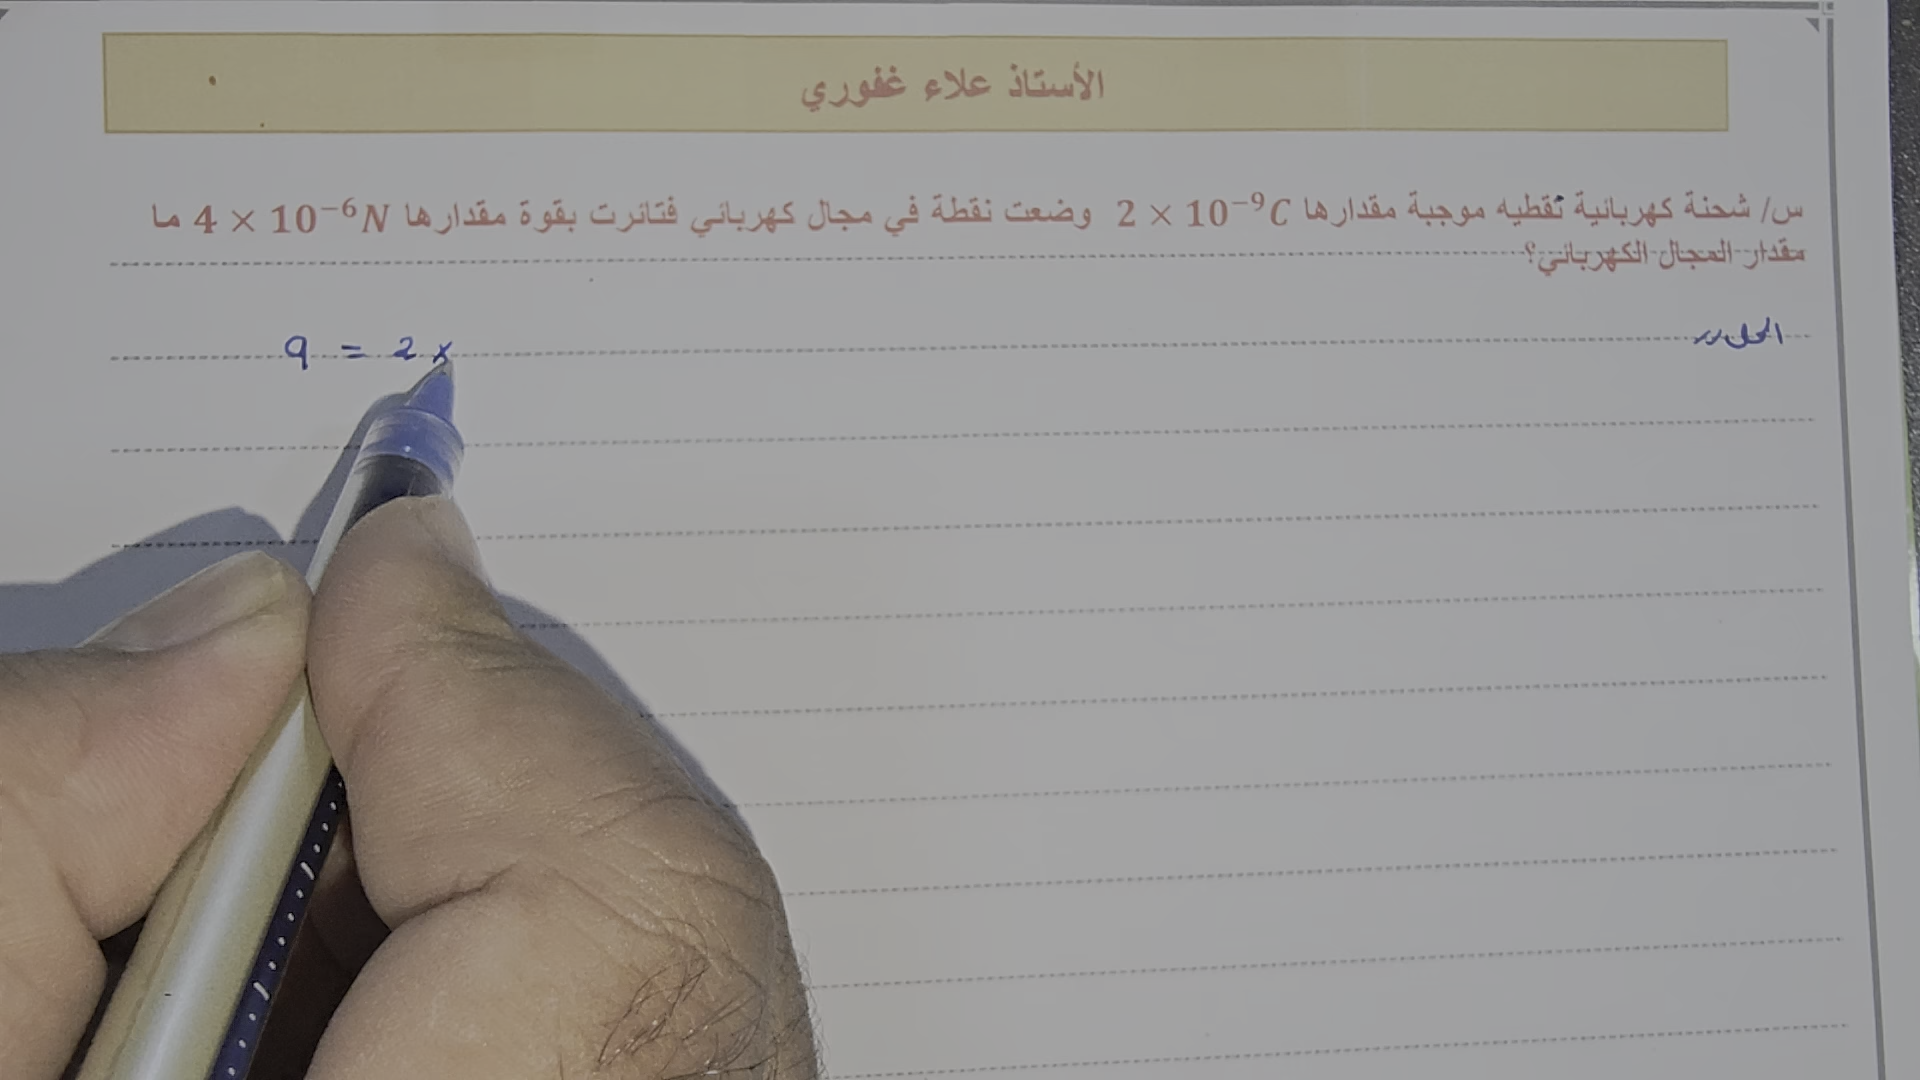 الأستاذ علاء غفوري
س/ شحنة كهربائية نقطيه موجبة مقدارها 2 × 10⁻⁹C وضعت نقطة في مجال كهربائي فتاثرت بقوة مقدارها 4 × 10⁻⁶N ما
مقدار المجال الكهربائي؟
الحل //
q = 2 ×